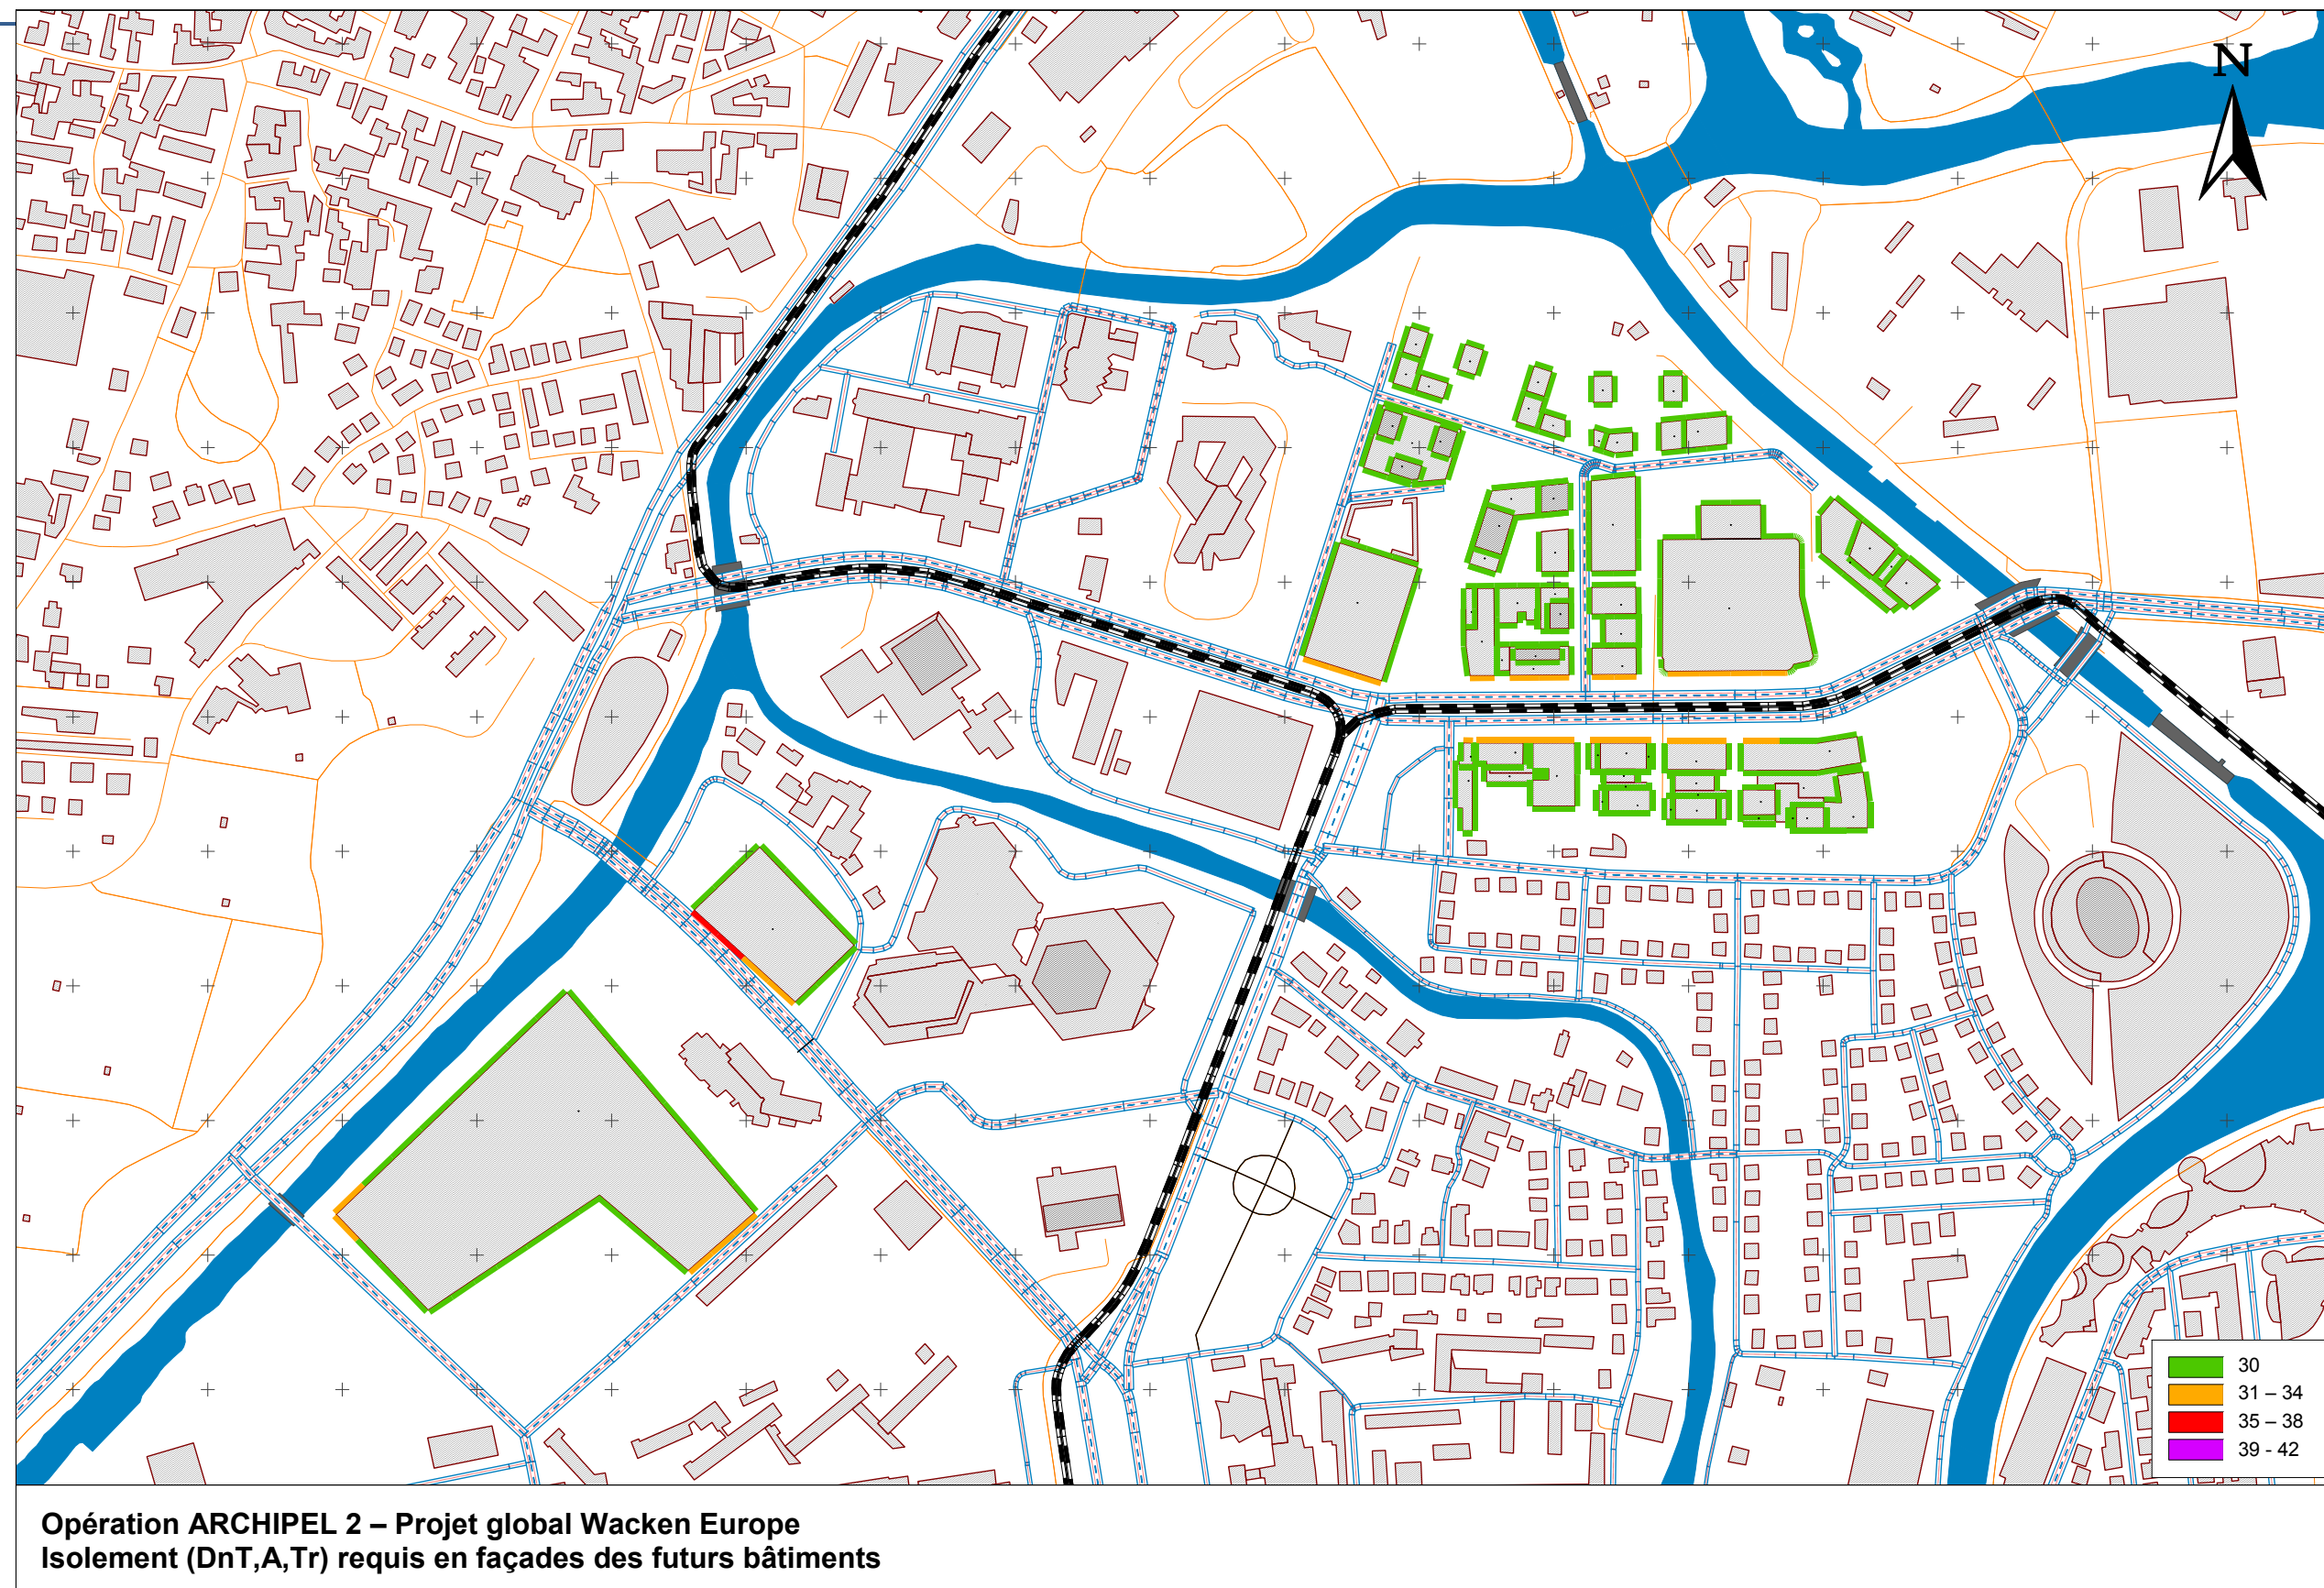 N
30
31 – 34
35 – 38
39 - 42
Opération ARCHIPEL 2 – Projet global Wacken Europe
Isolement (DnT,A,Tr) requis en façades des futurs bâtiments